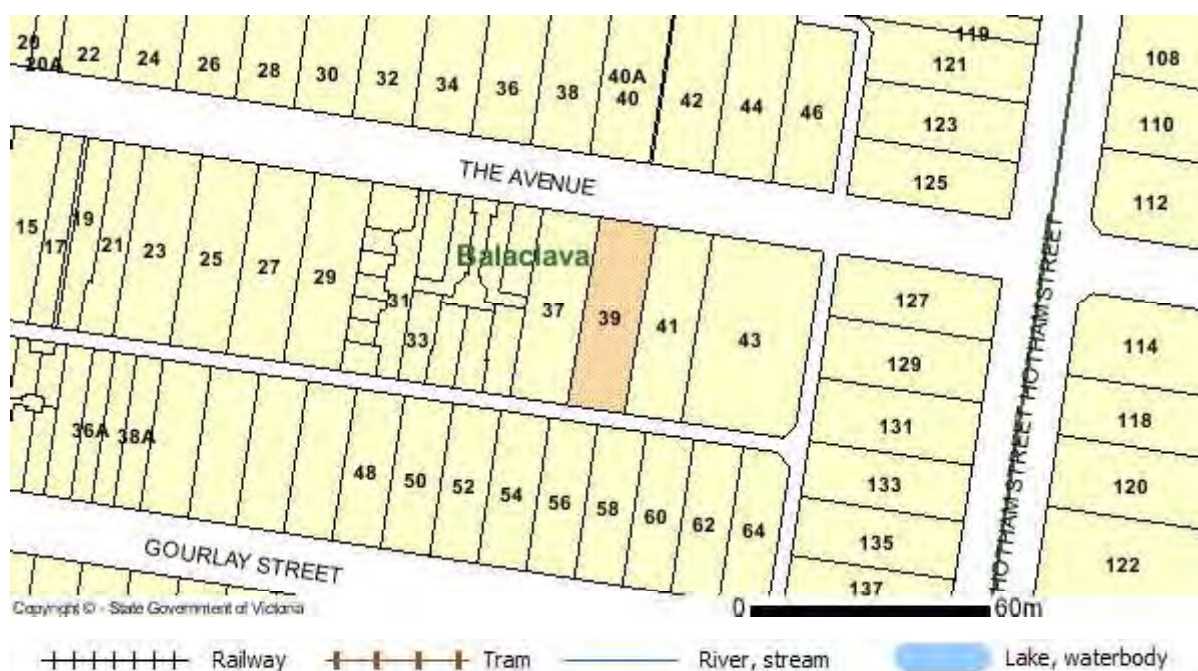 20 20A 22 24 26 28 30 32 34 36 38 40A 40 42 44 46
119
121
123
125
108
110
112
THE AVENUE
Balaclava
15 17 19 21 23 25 27 29 31 33 37 39 41 43
127
129
131
133
135
137
114
118
120
122
HOTHAM STREET HOTHAM STREET
36A 38A 48 50 52 54 56 58 60 62 64
GOURLAY STREET
Copyright © - State Government of Victoria
0 60m
Railway Tram River, stream Lake, waterbody